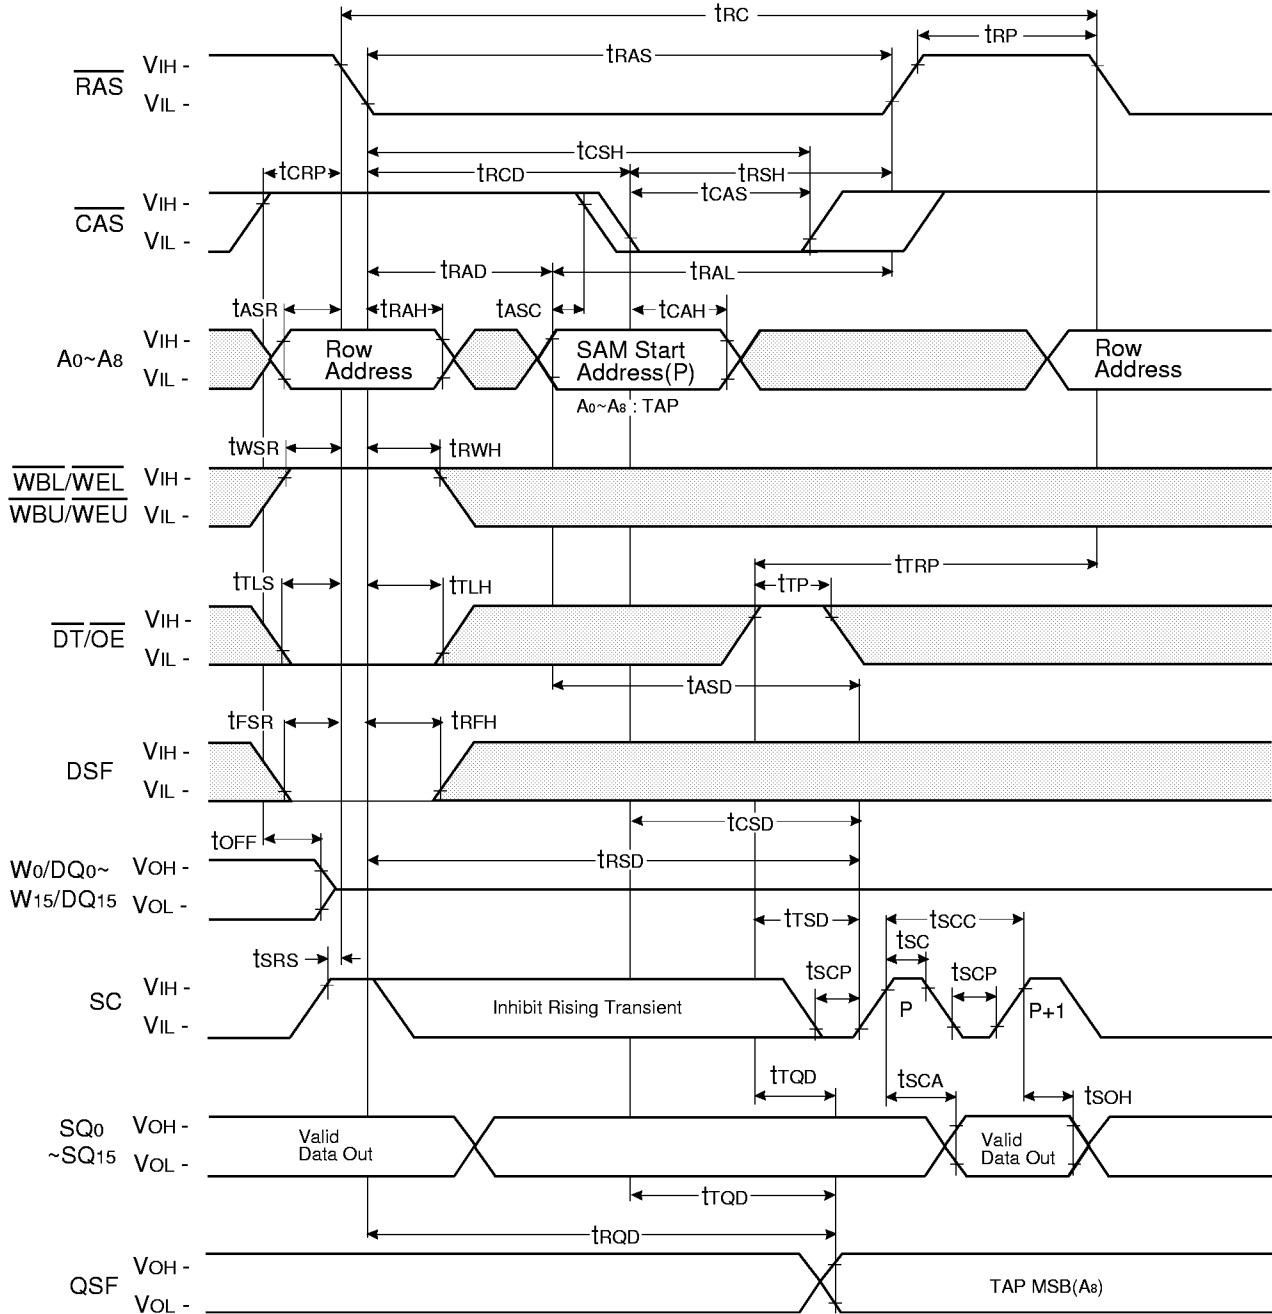 tRC
tRP
tRAS
RAS
VIH -
VIL -
tCSH
tCRP
tRCD
tRSH
tCAS
CAS
VIH -
VIL -
tRAD
tRAL
tASR
tRAH
tASC
tCAH
A0~A8
VIH -
VIL -
Row
Address
SAM Start
Address(P)
Row
Address
A0~A8 : TAP
tWSR
tRWH
WBL/WEL
WBU/WEU
VIH -
VIL -
tTRP
tTLS
tTLH
tTP
DT/OE
VIH -
VIL -
tASD
tFSR
tRFH
DSF
VIH -
VIL -
tCSD
tOFF
tRSD
W0/DQ0~
W15/DQ15
VOH -
VOL -
tTSD
tSCC
tSC
tSRS
tSCP
tSCP
SC
VIH -
VIL -
Inhibit Rising Transient
P
P+1
tTQD
tSCA
tSOH
SQ0
~SQ15
VOH -
VOL -
Valid
Data Out
Valid
Data Out
tTQD
tRQD
QSF
VOH -
VOL -
TAP MSB(A8)